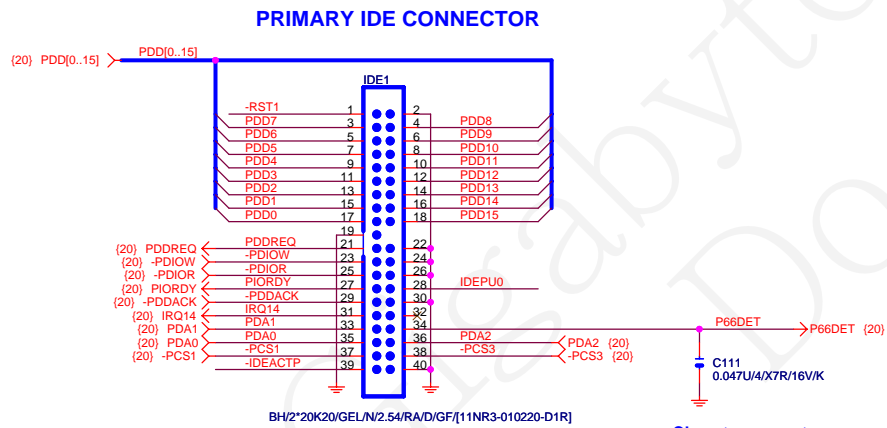 PRIMARY IDE CONNECTOR
{20} PDD[0..15] PDD[0..15]
IDE1
-RST1 1 2
PDD7 3 4 PDD8
PDD6 5 6 PDD9
PDD5 7 8 PDD10
PDD4 9 10 PDD11
PDD3 11 12 PDD12
PDD2 13 14 PDD13
PDD1 15 16 PDD14
PDD0 17 18 PDD15
19
{20} PDDREQ PDDREQ 21 22
{20} -PDIOW -PDIOW 23 24
{20} -PDIOR -PDIOR 25 26
{20} PIORDY PIORDY 27 28 IDEPU0
{20} -PDDACK -PDDACK 29 30
{20} IRQ14 IRQ14 31 32
{20} PDA1 PDA1 33 34 P66DET P66DET {20}
{20} PDA0 PDA0 35 36 PDA2 PDA2 {20}
{20} -PCS1 -PCS1 37 38 -PCS3 -PCS3 {20}
-IDEACTP 39 40
C111
0.047U/4/X7R/16V/K
BH/2*20K20/GEL/N/2.54/RA/D/GF/[11NR3-010220-D1R]